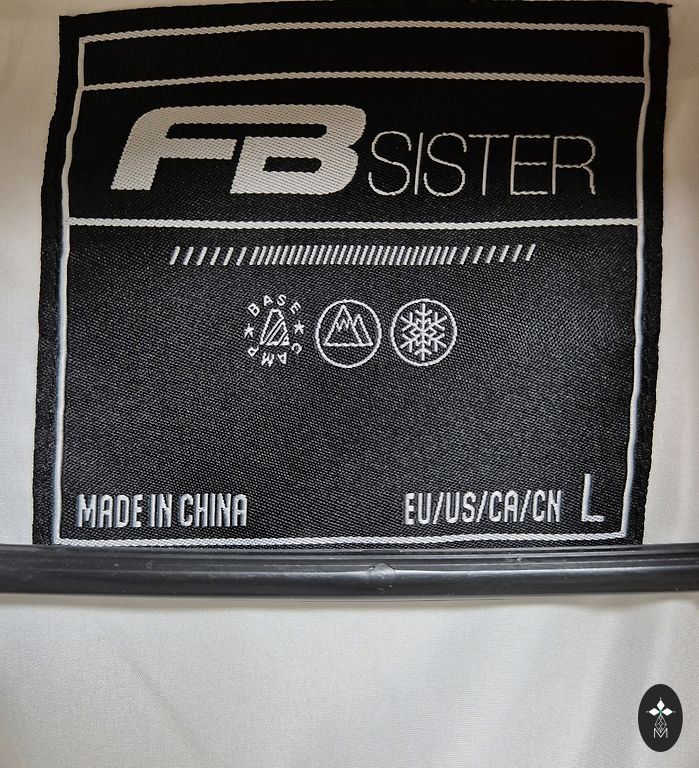 FB SISTER
BASE CAMP
MADE IN CHINA
EU/US/CA/CN L
M